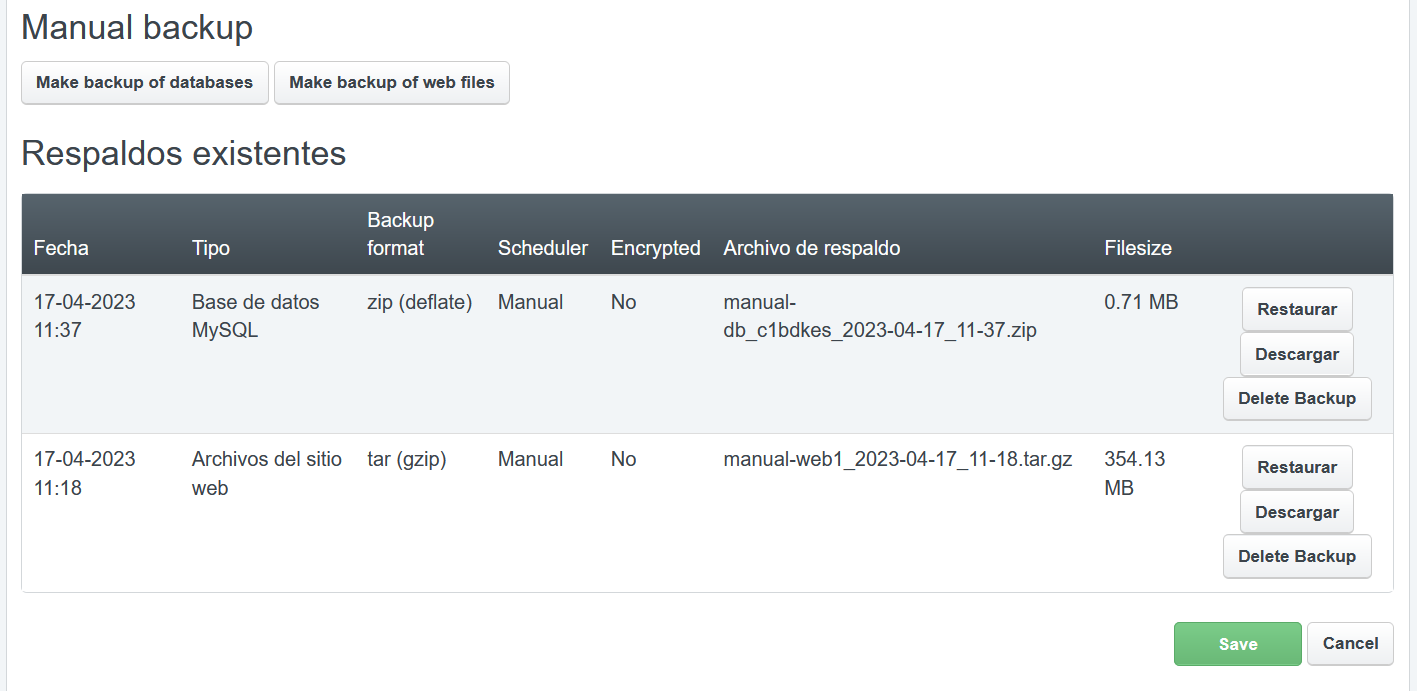 Manual backup
Make backup of databases Make backup of web files
Respaldos existentes
Fecha Tipo Backup format Scheduler Encrypted Archivo de respaldo Filesize
17-04-2023 Base de datos zip (deflate) Manual No manual- 0.71 MB Restaurar
11:37 MySQL db_c1bdkes_2023-04-17_11-37.zip
Descargar
Delete Backup
17-04-2023 Archivos del sitio tar (gzip) Manual No manual-web1_2023-04-17_11-18.tar.gz 354.13 Restaurar
11:18 web MB
Descargar
Delete Backup
Save Cancel